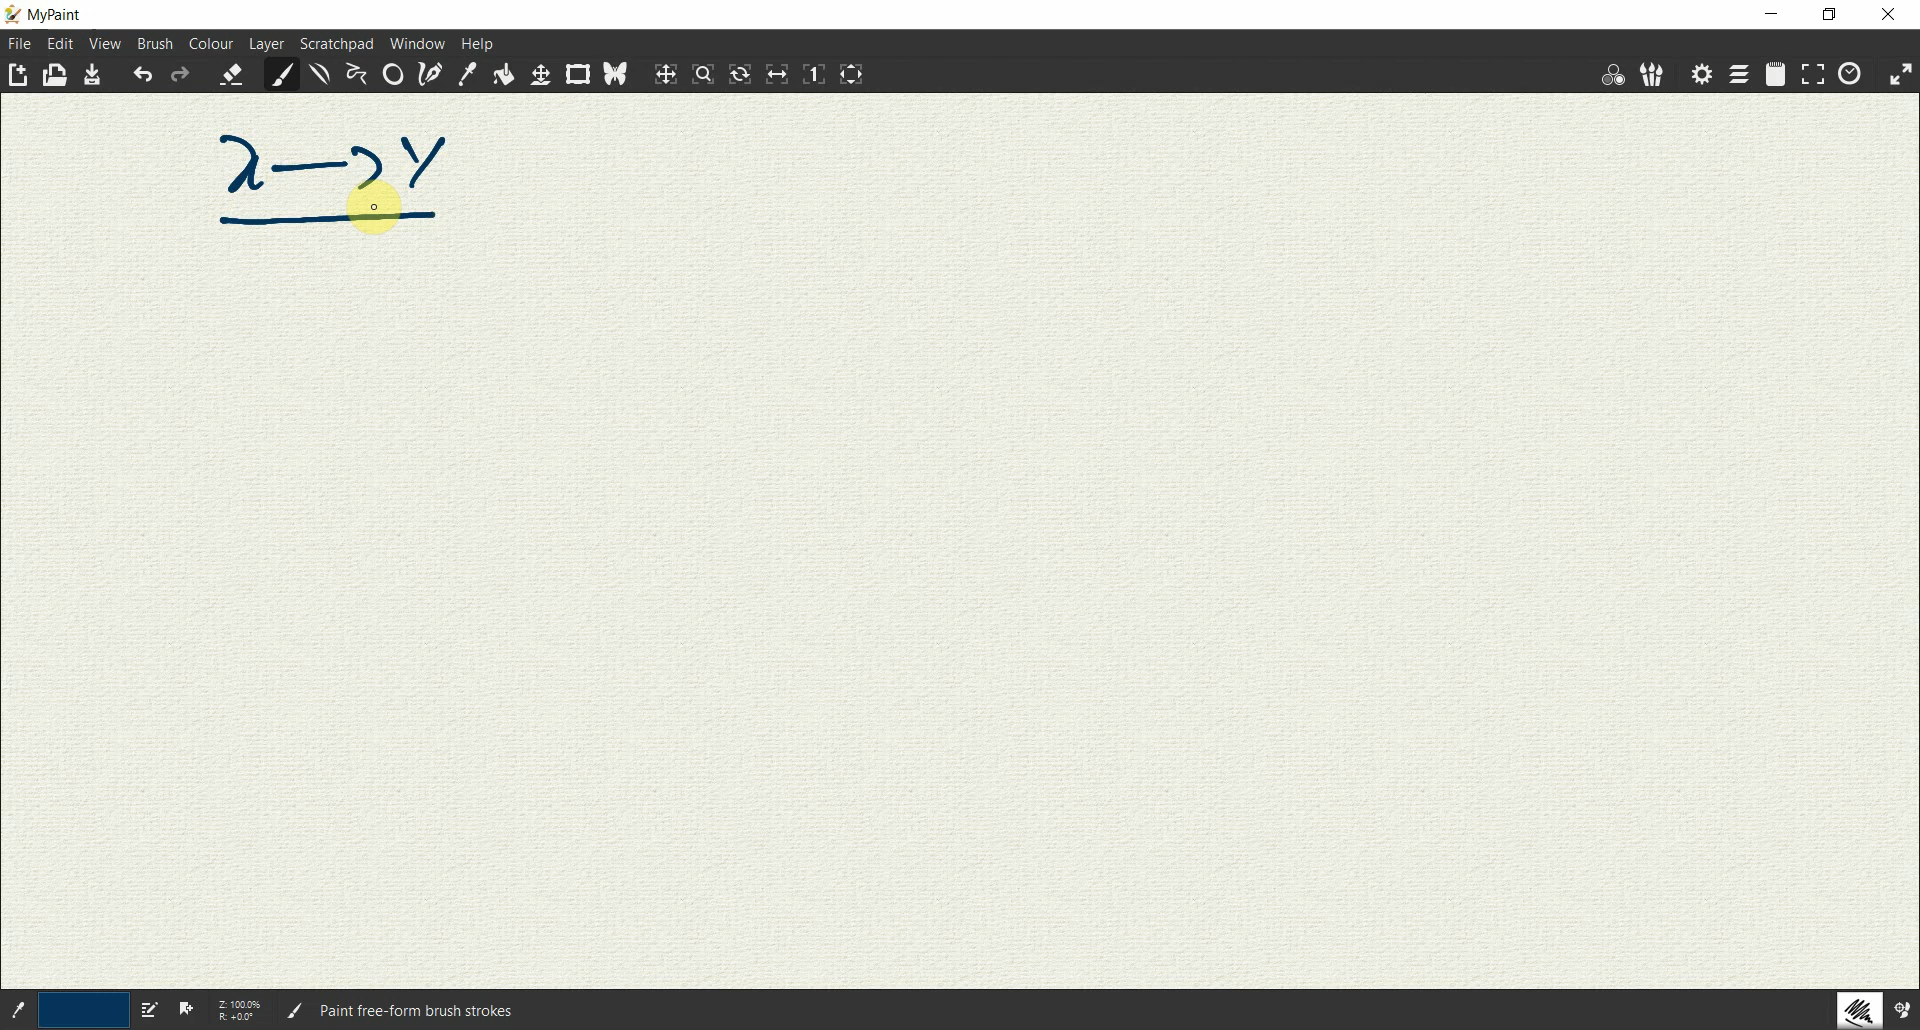 MyPaint
File Edit View Brush Colour Layer Scratchpad Window Help
λ → Y
Z: 100.0%
R: +0.0°
Paint free-form brush strokes